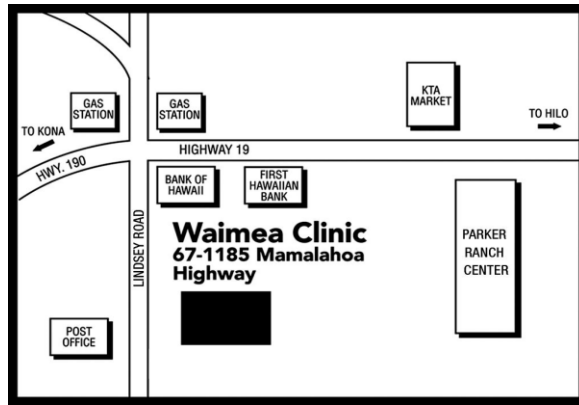 GAS
STATION
GAS
STATION
KTA
MARKET
TO KONA
TO HILO
HIGHWAY 19
HWY. 190
BANK OF
HAWAII
FIRST
HAWAIIAN
BANK
LINDSEY ROAD
Waimea Clinic
67-1185 Mamalahoa
Highway
PARKER
RANCH
CENTER
POST
OFFICE